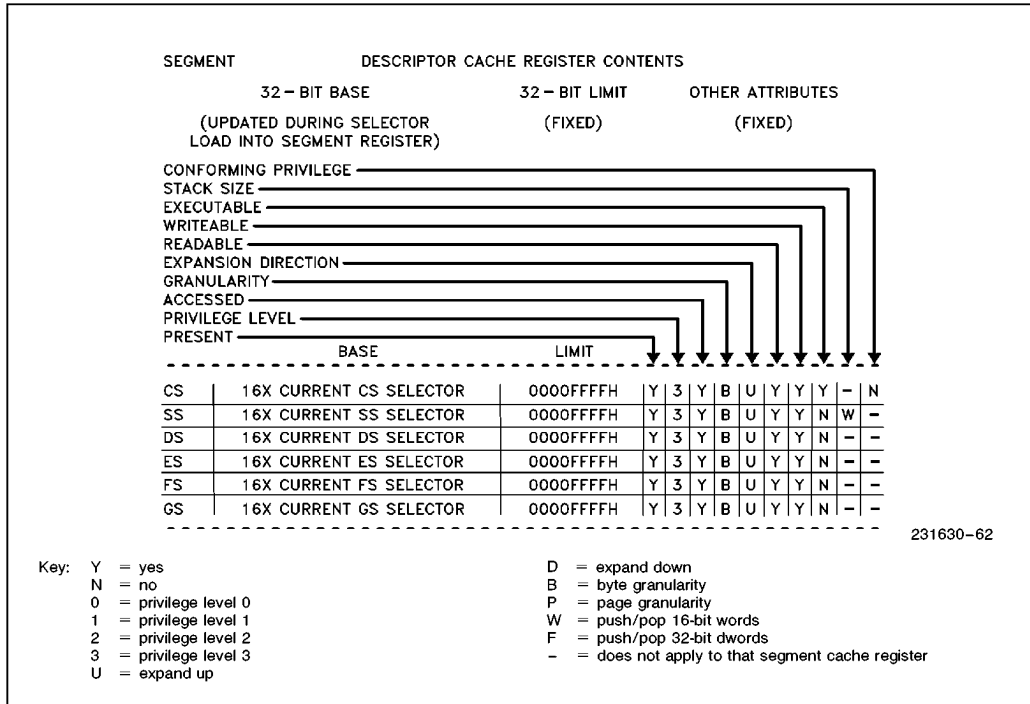 SEGMENT DESCRIPTOR CACHE REGISTER CONTENTS
32 – BIT BASE 32 – BIT LIMIT OTHER ATTRIBUTES
(UPDATED DURING SELECTOR (FIXED) (FIXED)
LOAD INTO SEGMENT REGISTER)
CONFORMING PRIVILEGE
STACK SIZE
EXECUTABLE
WRITEABLE
READABLE
EXPANSION DIRECTION
GRANULARITY
ACCESSED
PRIVILEGE LEVEL
PRESENT
BASE LIMIT
CS 16X CURRENT CS SELECTOR 0000FFFFH Y 3 Y B U Y Y Y – N
SS 16X CURRENT SS SELECTOR 0000FFFFH Y 3 Y B U Y Y N W –
DS 16X CURRENT DS SELECTOR 0000FFFFH Y 3 Y B U Y Y N – –
ES 16X CURRENT ES SELECTOR 0000FFFFH Y 3 Y B U Y Y N – –
FS 16X CURRENT FS SELECTOR 0000FFFFH Y 3 Y B U Y Y N – –
GS 16X CURRENT GS SELECTOR 0000FFFFH Y 3 Y B U Y Y N – –
231630–62
Key: Y = yes
N = no
0 = privilege level 0
1 = privilege level 1
2 = privilege level 2
3 = privilege level 3
U = expand up
D = expand down
B = byte granularity
P = page granularity
W = push/pop 16-bit words
F = push/pop 32-bit dwords
– = does not apply to that segment cache register